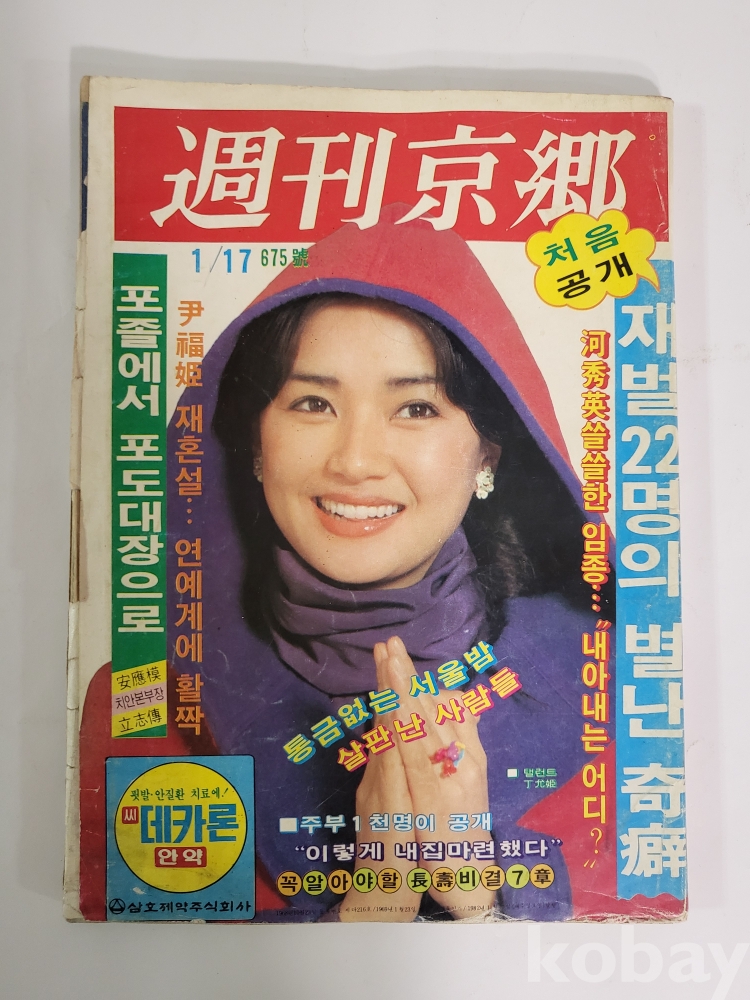 週刊京郷
1/17 675號
처음
공개
재벌 22명의 별난 奇癖
河秀英 쓸쓸한 임종… "내아내는 어디?"
尹福姬 재혼설… 연예계에 활짝
포졸에서 포도대장으로
安應模
치안본부장
立志傳
통금없는 서울밤
살판난 사람들
■ 탤런트
丁允姫
■주부 1천명이 공개
"이렇게 내집마련했다"
꼭 알아야할 長壽비결 7章
핏발·안질환 치료에!
씨
데카론
안약
삼호제약주식회사
kobay